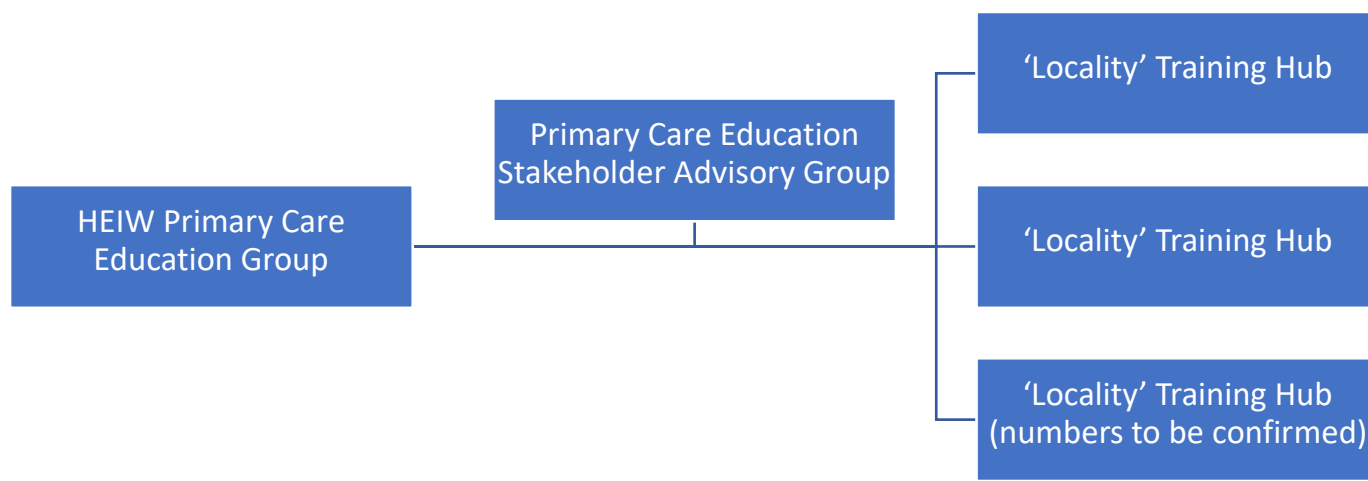 HEIW Primary Care
Education Group
Primary Care Education
Stakeholder Advisory Group
‘Locality’ Training Hub
‘Locality’ Training Hub
‘Locality’ Training Hub
(numbers to be confirmed)